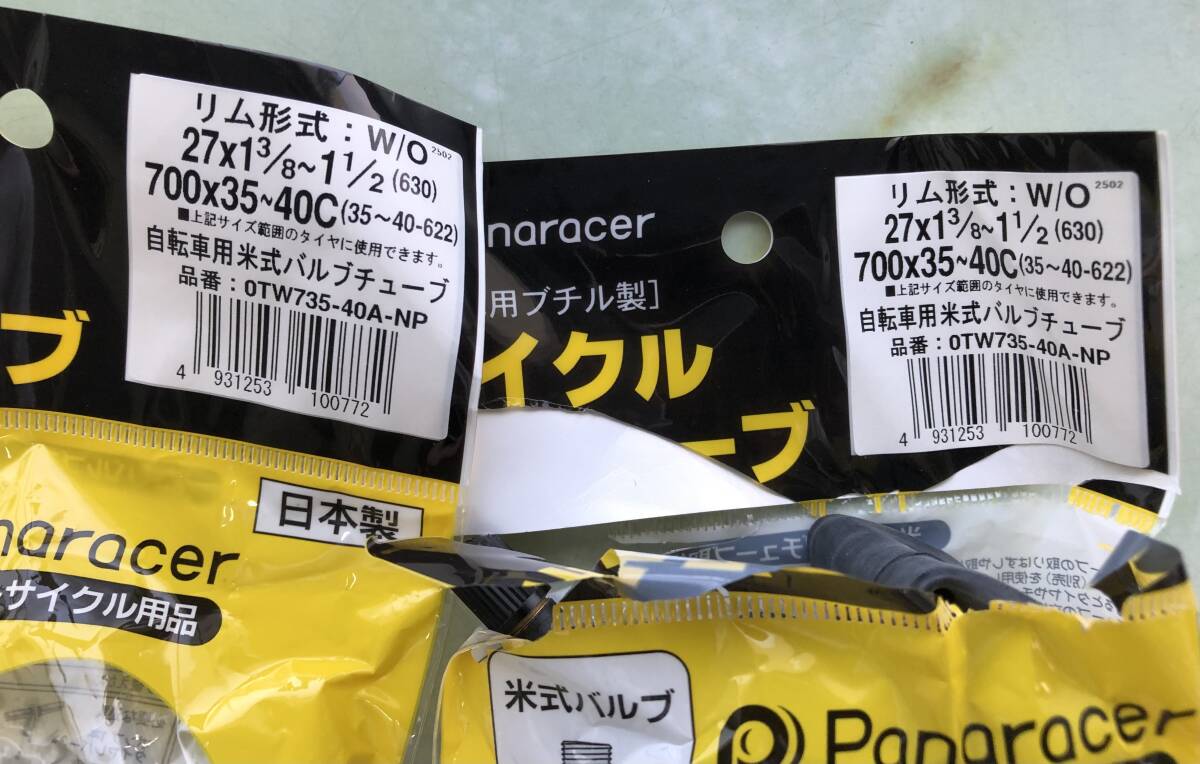 リム形式：W/O 2502
27x1 3/8~1 1/2 (630)
700x35~40C(35~40-622)
■上記サイズ範囲のタイヤに使用できます。
自転車用米式バルブチューブ
品番：0TW735-40A-NP
4 931253 100772
ブ
日本製
naracer
サイクル用品
naracer
用ブチル製]
イクル
ーブ
リム形式：W/O 2502
27x1 3/8~1 1/2 (630)
700x35~40C(35~40-622)
■上記サイズ範囲のタイヤに使用できます。
自転車用米式バルブチューブ
品番：0TW735-40A-NP
4 931253 100772
米式バルブ
Panaracer